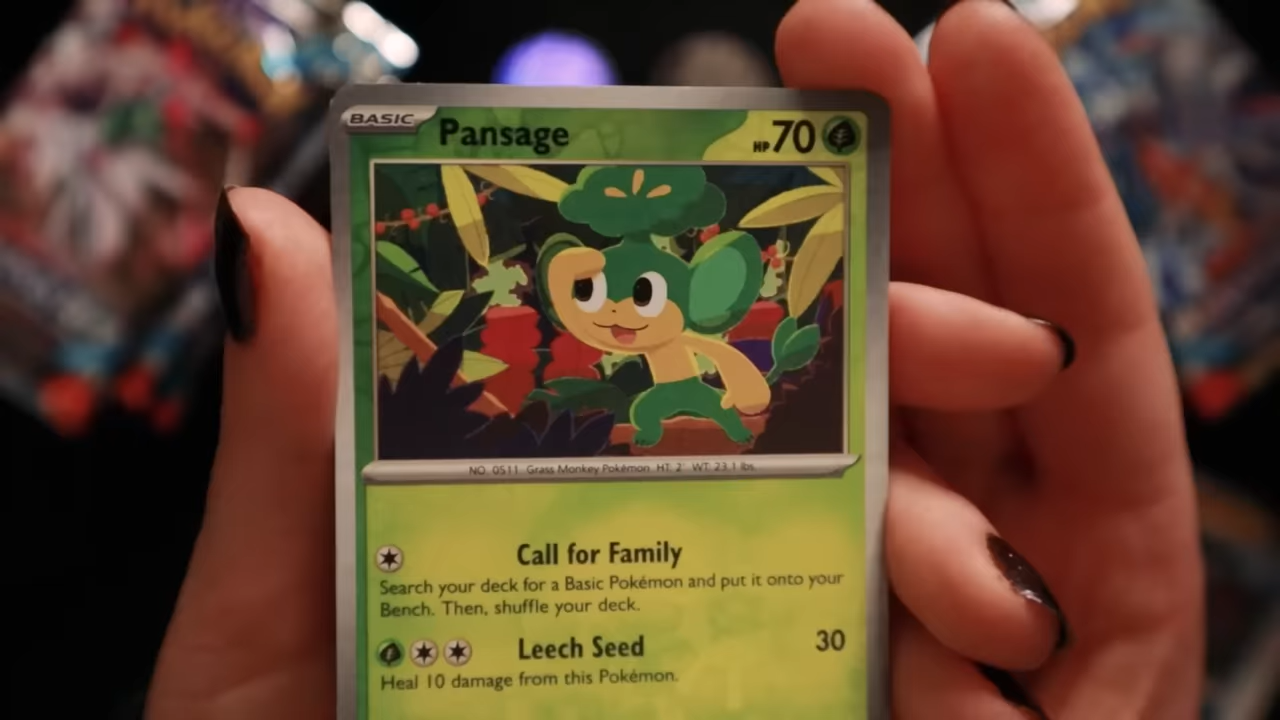 BASIC Pansage HP 70
NO. 0511 Grass Monkey Pokémon HT: 2' WT: 23.1 lbs.
Call for Family
Search your deck for a Basic Pokémon and put it onto your
Bench. Then, shuffle your deck.
Leech Seed 30
Heal 10 damage from this Pokémon.